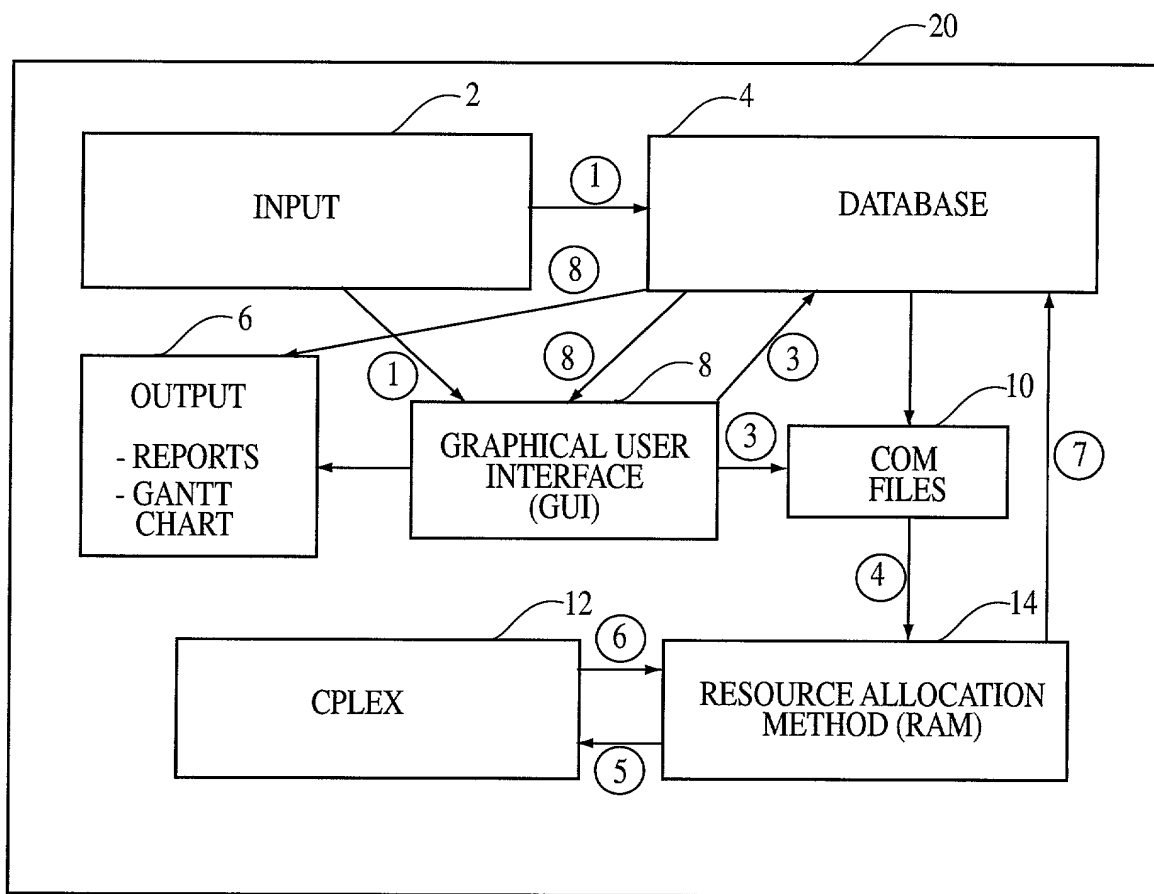 20
2
4
INPUT
1
DATABASE
8
6
1
8
3
8
OUTPUT
- REPORTS
- GANTT
CHART
GRAPHICAL USER
INTERFACE
(GUI)
3
10
COM
FILES
7
4
12
14
CPLEX
6
5
RESOURCE ALLOCATION
METHOD (RAM)